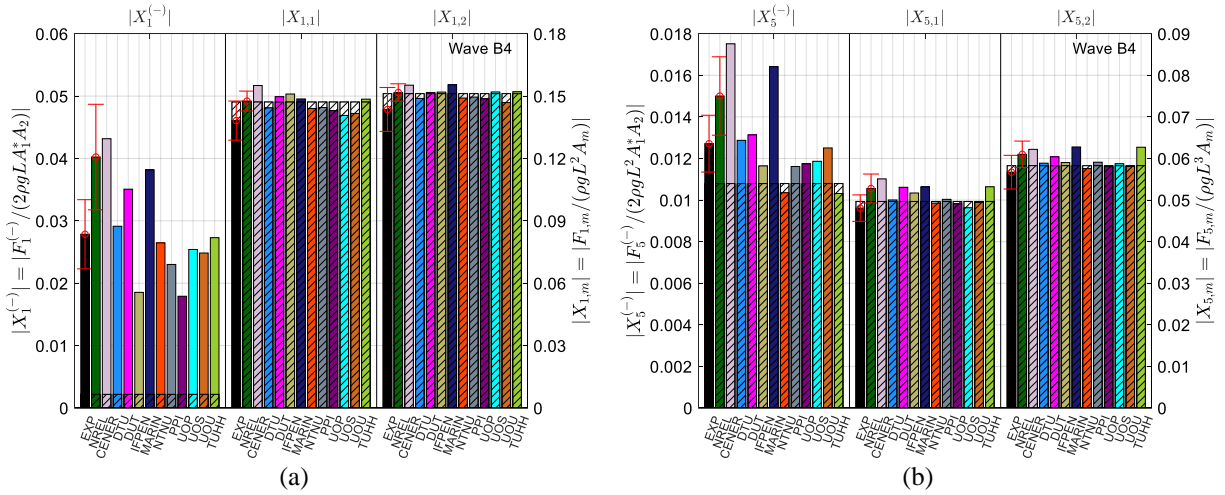 |X_1^{(-)}| |X_{1,1}| |X_{1,2}|
Wave B4
|X_1^{(-)}| = |F_1^{(-)}/(2ρgLA_1^*A_2)|
0.06
0.05
0.04
0.03
0.02
0.01
0
0.18
0.15
0.12
0.09
0.06
0.03
0
|X_{1,m}| = |F_{1,m}/(ρgL^2A_m)|
EXP NREL CENER DTU DUT IFPEN MARIN NTNU PPI UOP UOS UOU TUHH
EXP NREL CENER DTU DUT IFPEN MARIN NTNU PPI UOP UOS UOU TUHH
EXP NREL CENER DTU DUT IFPEN MARIN NTNU PPI UOP UOS UOU TUHH
(a)
|X_5^{(-)}| |X_{5,1}| |X_{5,2}|
Wave B4
|X_5^{(-)}| = |F_5^{(-)}/(2ρgL^2A_1^*A_2)|
0.018
0.016
0.014
0.012
0.01
0.008
0.006
0.004
0.002
0
0.09
0.08
0.07
0.06
0.05
0.04
0.03
0.02
0.01
0
|X_{5,m}| = |F_{5,m}/(ρgL^3A_m)|
EXP NREL CENER DTU DUT IFPEN MARIN NTNU PPI UOP UOS UOU TUHH
EXP NREL CENER DTU DUT IFPEN MARIN NTNU PPI UOP UOS UOU TUHH
EXP NREL CENER DTU DUT IFPEN MARIN NTNU PPI UOP UOS UOU TUHH
(b)